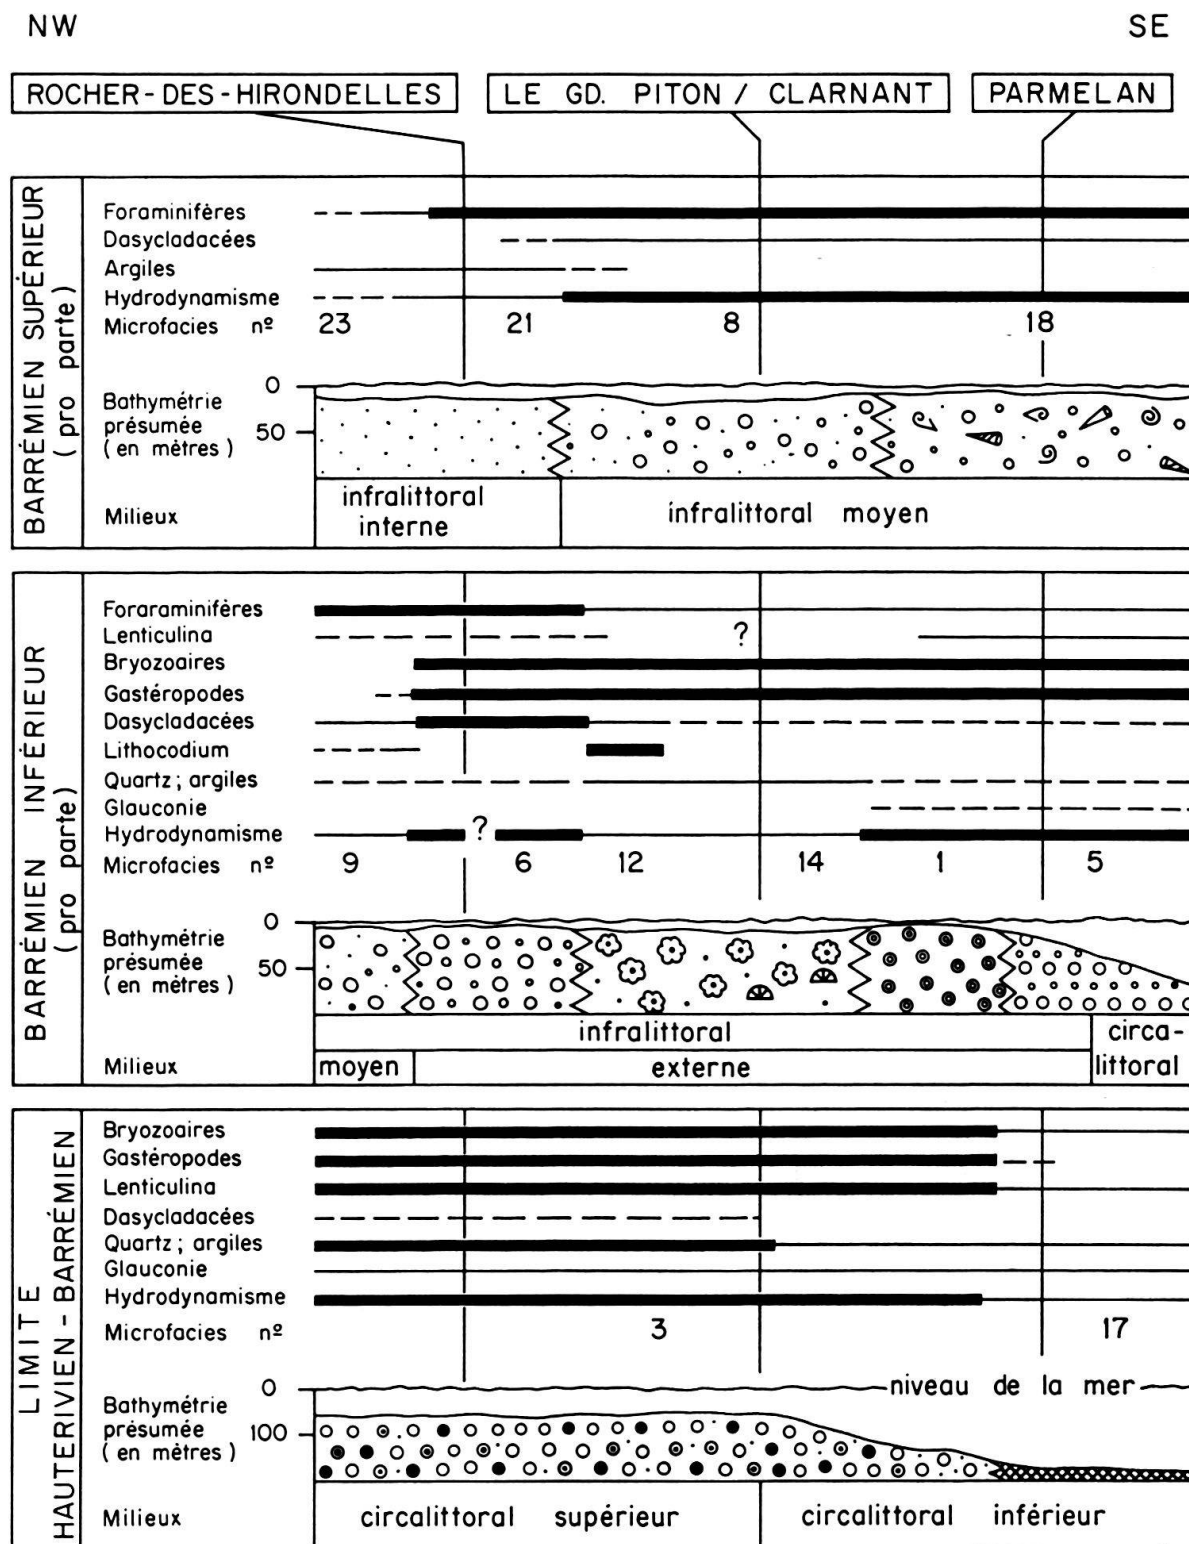 NW SE
ROCHER-DES-HIRONDELLES LE GD. PITON / CLARNANT PARMELAN
BARRÉMIEN SUPÉRIEUR
(pro parte)
Foraminifères
Dasycladacées
Argiles
Hydrodynamisme
Microfacies nº 23 21 8 18
Bathymétrie
présumée
(en mètres)
0
50
Milieux
infralittoral
interne
infralittoral moyen
BARRÉMIEN INFÉRIEUR
(pro parte)
Foraraminifères
Lenticulina ?
Bryozoaires
Gastéropodes
Dasycladacées
Lithocodium
Quartz; argiles
Glauconie
Hydrodynamisme ?
Microfacies nº 9 6 12 14 1 5
Bathymétrie
présumée
(en mètres)
0
50
infralittoral circa-
Milieux moyen externe littoral
LIMITE
HAUTERIVIEN-BARRÉMIEN
Bryozoaires
Gastéropodes
Lenticulina
Dasycladacées
Quartz; argiles
Glauconie
Hydrodynamisme
Microfacies nº 3 17
0 niveau de la mer
Bathymétrie
présumée
(en mètres)
100
Milieux circalittoral supérieur circalittoral inférieur